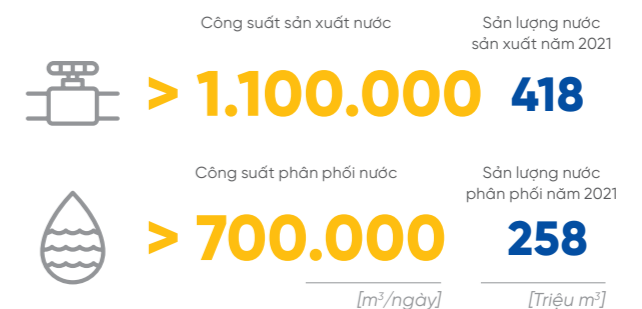 Công suất sản xuất nước
Sản lượng nước
sản xuất năm 2021
> 1.100.000
418
Công suất phân phối nước
Sản lượng nước
phân phối năm 2021
> 700.000
258
[m³/ngày]
[Triệu m³]